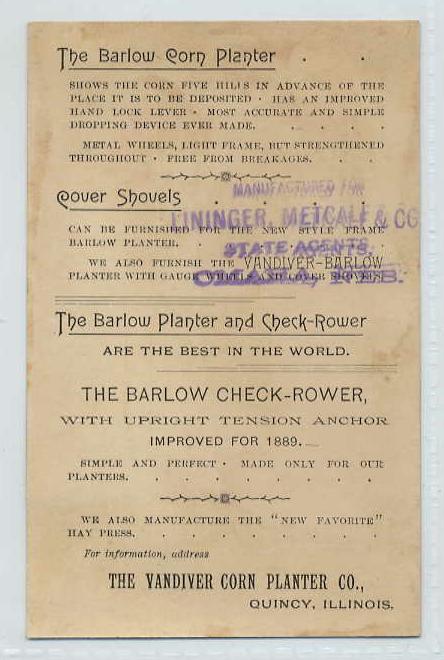 The Barlow Corn Planter . .
SHOWS THE CORN FIVE HILLS IN ADVANCE OF THE
PLACE IT IS TO BE DEPOSITED · HAS AN IMPROVED
HAND LOCK LEVER · MOST ACCURATE AND SIMPLE
DROPPING DEVICE EVER MADE. . . . .
METAL WHEELS, LIGHT FRAME, BUT STRENGTHENED
THROUGHOUT · FREE FROM BREAKAGES. . .
MANUFACTURED FOR
Cover Shovels . .
LININGER, METCALF & CO
CAN BE FURNISHED FOR THE NEW STYLE FRAME
BARLOW PLANTER. .
STATE AGENTS,
WE ALSO FURNISH THE VANDIVER-BARLOW
PLANTER WITH GAUGE WHEELS AND COVER SHOVELS.
OMAHA, NEB.
The Barlow Planter and Check-Rower
ARE THE BEST IN THE WORLD.
THE BARLOW CHECK-ROWER,
WITH UPRIGHT TENSION ANCHOR
IMPROVED FOR 1889.
SIMPLE AND PERFECT · MADE ONLY FOR OUR
PLANTERS. . . . . . . . .
WE ALSO MANUFACTURE THE "NEW FAVORITE"
HAY PRESS. . . . . . . . .
For information, address
THE VANDIVER CORN PLANTER CO.,
QUINCY, ILLINOIS.